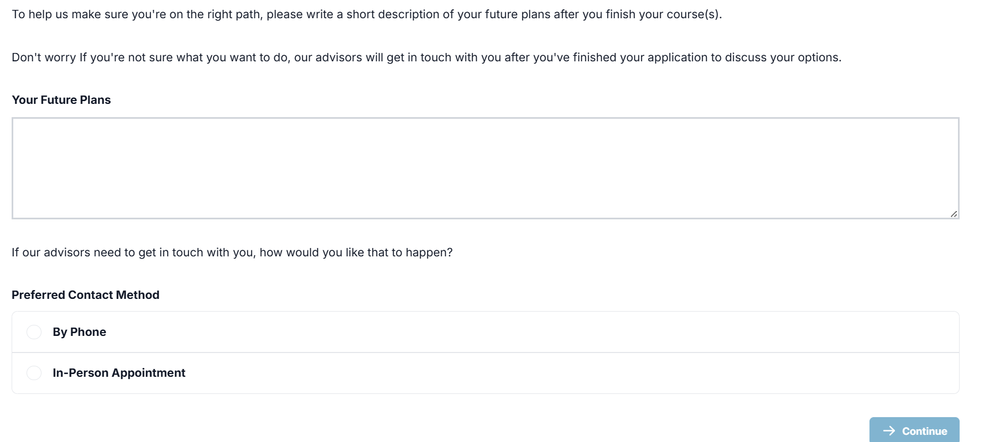 To help us make sure you're on the right path, please write a short description of your future plans after you finish your course(s).
Don't worry If you're not sure what you want to do, our advisors will get in touch with you after you've finished your application to discuss your options.
Your Future Plans
If our advisors need to get in touch with you, how would you like that to happen?
Preferred Contact Method
By Phone
In-Person Appointment
Continue